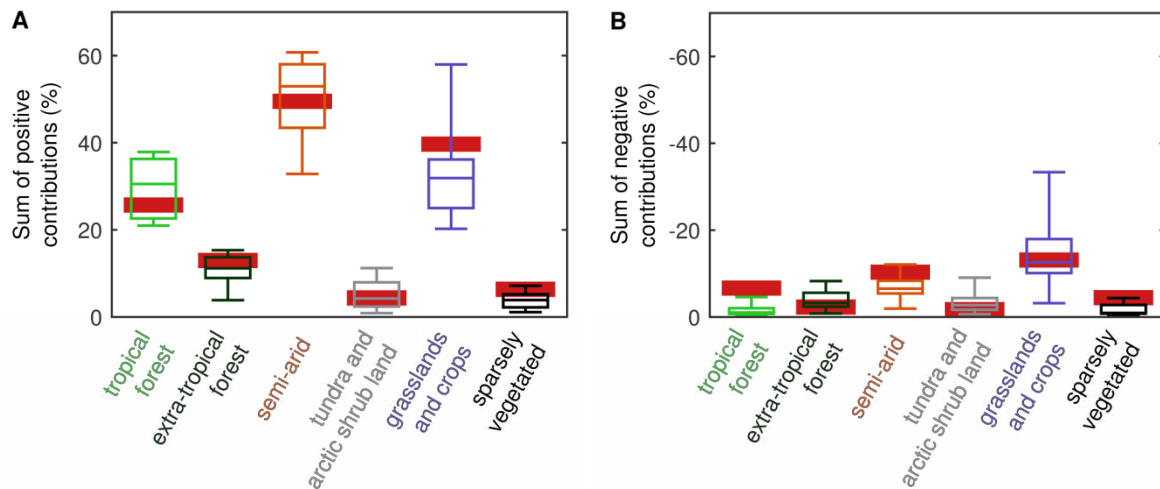 A
Sum of positive
contributions (%)
60
40
20
0
tropical
forest
extra-tropical
forest
semi-arid
tundra and
arctic shrub land
grasslands
and crops
sparsely
vegetated
B
Sum of negative
contributions (%)
-60
-40
-20
0
tropical
forest
extra-tropical
forest
semi-arid
tundra and
arctic shrub land
grasslands
and crops
sparsely
vegetated